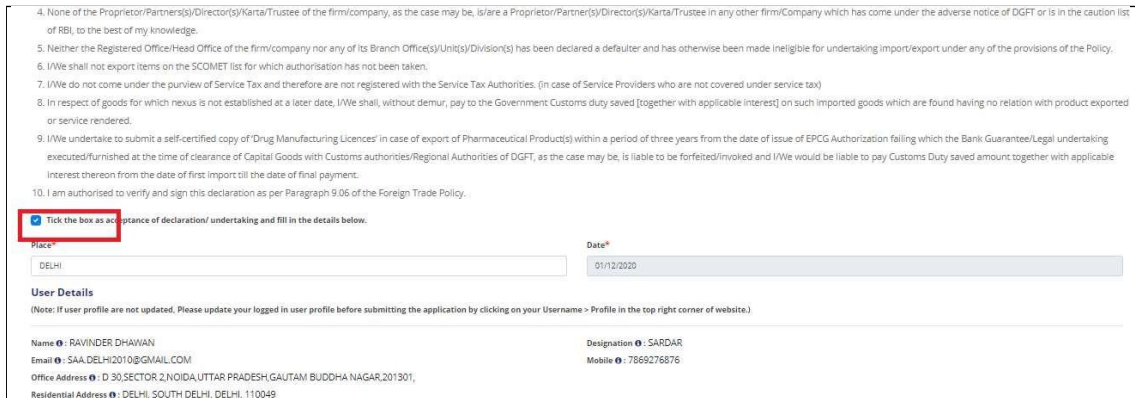 4. None of the Proprietor/Partners(s)/Director(s)/Karta/Trustee of the firm/company, as the case may be, is/are a Proprietor/Partner(s)/Director(s)/Karta/Trustee in any other firm/Company which has come under the adverse notice of DGFT or is in the caution list
of RBI, to the best of my knowledge.
5. Neither the Registered Office/Head Office of the firm/company nor any of its Branch Office(s)/Unit(s)/Division(s) has been declared a defaulter and has otherwise been made ineligible for undertaking import/export under any of the provisions of the Policy.
6. I/We shall not export items on the SCOMET list for which authorisation has not been taken.
7. I/We do not come under the purview of Service Tax and therefore are not registered with the Service Tax Authorities. (in case of Service Providers who are not covered under service tax)
8. In respect of goods for which nexus is not established at a later date, I/We shall, without demur, pay to the Government Customs duty saved [together with applicable interest] on such imported goods which are found having no relation with product exported
or service rendered.
9. I/We undertake to submit a self-certified copy of 'Drug Manufacturing Licences' in case of export of Pharmaceutical Product(s) within a period of three years from the date of issue of EPCG Authorization failing which the Bank Guarantee/Legal undertaking
executed/furnished at the time of clearance of Capital Goods with Customs authorities/Regional Authorities of DGFT, as the case may be, is liable to be forfeited/invoked and I/We would be liable to pay Customs Duty saved amount together with applicable
interest thereon from the date of first import till the date of final payment.
10. I am authorised to verify and sign this declaration as per Paragraph 9.06 of the Foreign Trade Policy.
Tick the box as acceptance of declaration/ undertaking and fill in the details below.
Place* Date*
DELHI 01/12/2020
User Details
(Note: If user profile are not updated, Please update your logged in user profile before submitting the application by clicking on your Username > Profile in the top right corner of website.)
Name : RAVINDER DHAWAN Designation : SARDAR
Email : SAA.DELHI2010@GMAIL.COM Mobile : 7869276876
Office Address : D 30,SECTOR 2,NOIDA,UTTAR PRADESH,GAUTAM BUDDHA NAGAR,201301,
Residential Address : DELHI, SOUTH DELHI, DELHI, 110049